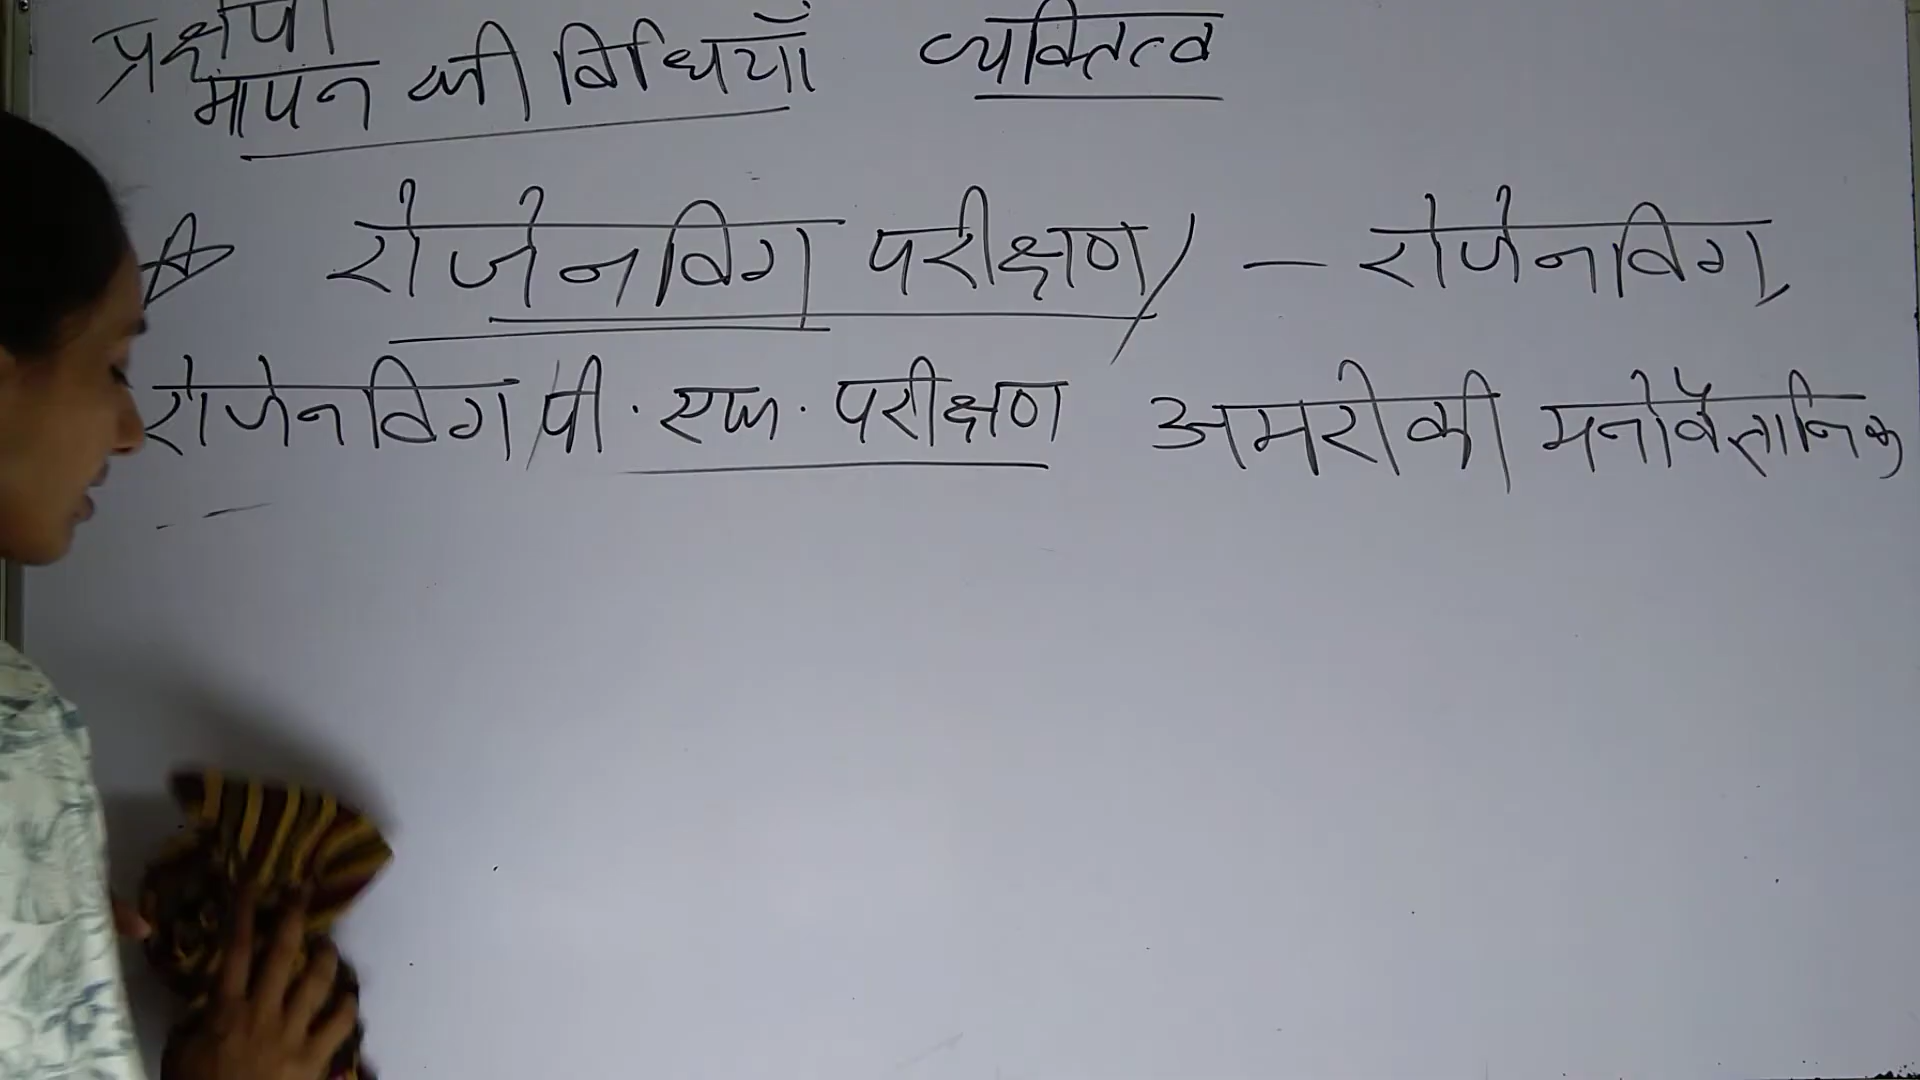 प्रक्षेपी
मापन की विधियाँ व्यक्तित्व
रोजेनविग परीक्षण / — रोजेनविग,
रोजेनविग / पी. एफ. परीक्षण अमरीकी मनोवैज्ञानिक